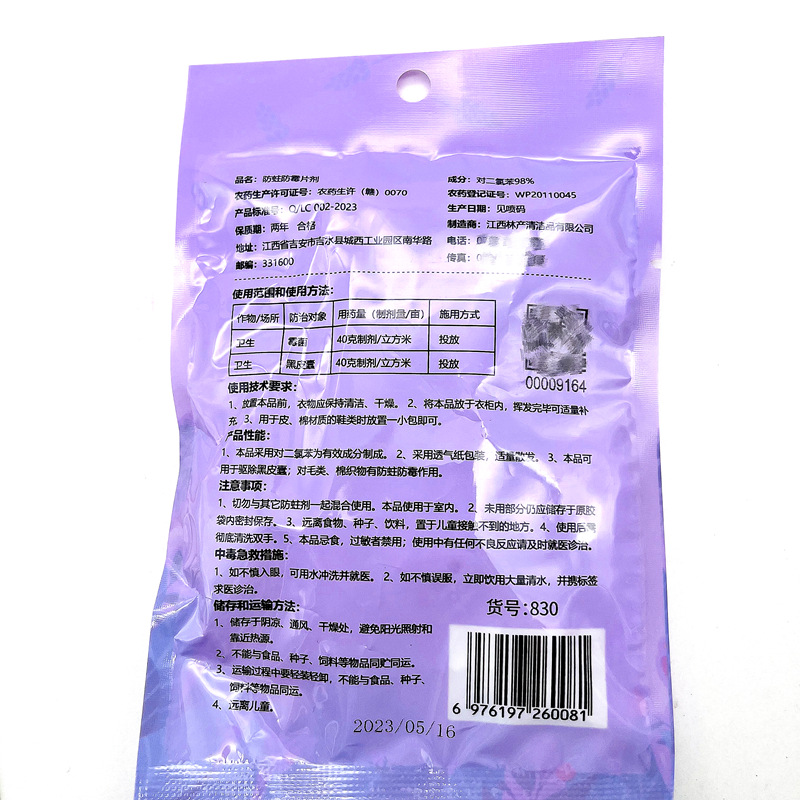 品名：防蛀防霉片剂
成分：对二氯苯98%
农药生产许可证号：农药生许（赣）0070
农药登记证号：WP20110045
产品标准号：Q/LC 002-2023
生产日期：见喷码
保质期：两年 合格
制造商：江西林产清洁品有限公司
地址：江西省吉安市吉水县城西工业园区南华路
电话：
邮编：331600
传真：
使用范围和使用方法：
作物/场所 防治对象 用药量（制剂量/亩） 施用方式
卫生 霉菌 40克制剂/立方米 投放
卫生 黑皮蠹 40克制剂/立方米 投放
00009164
使用技术要求：
1、放置本品前，衣物应保持清洁、干燥。2、将本品放于衣柜内，挥发完毕可适量补
充。3、用于皮、棉材质的鞋类时放置一小包即可。
产品性能：
1、本品采用对二氯苯为有效成分制成。2、采用透气纸包装，适量散发。3、本品可
用于驱除黑皮蠹；对毛类、棉织物有防蛀防霉作用。
注意事项：
1、切勿与其它防蛀剂一起混合使用。本品使用于室内。2、未用部分仍应储存于原胶
袋内密封保存。3、远离食物、种子、饮料，置于儿童接触不到的地方。4、使用后需
彻底清洗双手。5、本品忌食，过敏者禁用；使用中有任何不良反应请及时就医诊治。
中毒急救措施：
1、如不慎入眼，可用水冲洗并就医。2、如不慎误服，立即饮用大量清水，并携标签
求医诊治。
储存和运输方法：
货号：830
1、储存于阴凉、通风、干燥处，避免阳光照射和
靠近热源。
2、不能与食品、种子、饲料等物品同贮同运。
3、运输过程中要轻装轻卸，不能与食品、种子、
饲料等物品同运。
4、远离儿童。
6 976197 260081
2023/05/16